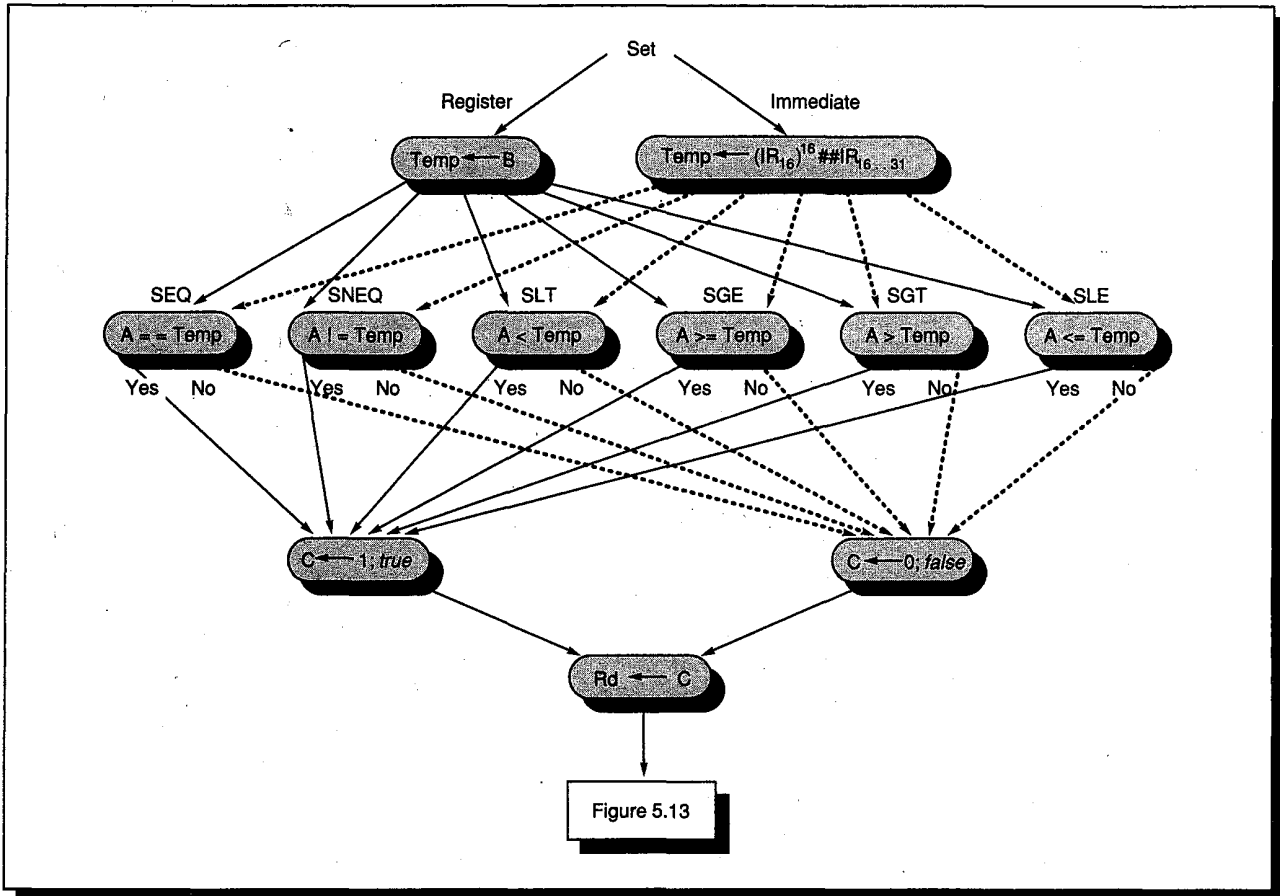 Set
Register Immediate
Temp ← B Temp ← (IR₁₆)¹⁶ ##IR₁₆...₃₁
SEQ SNEQ SLT SGE SGT SLE
A = = Temp A ! = Temp A < Temp A >= Temp A > Temp A <= Temp
Yes No Yes No Yes No Yes No Yes No Yes No
C ← 1; true C ← 0; false
Rd ← C
Figure 5.13